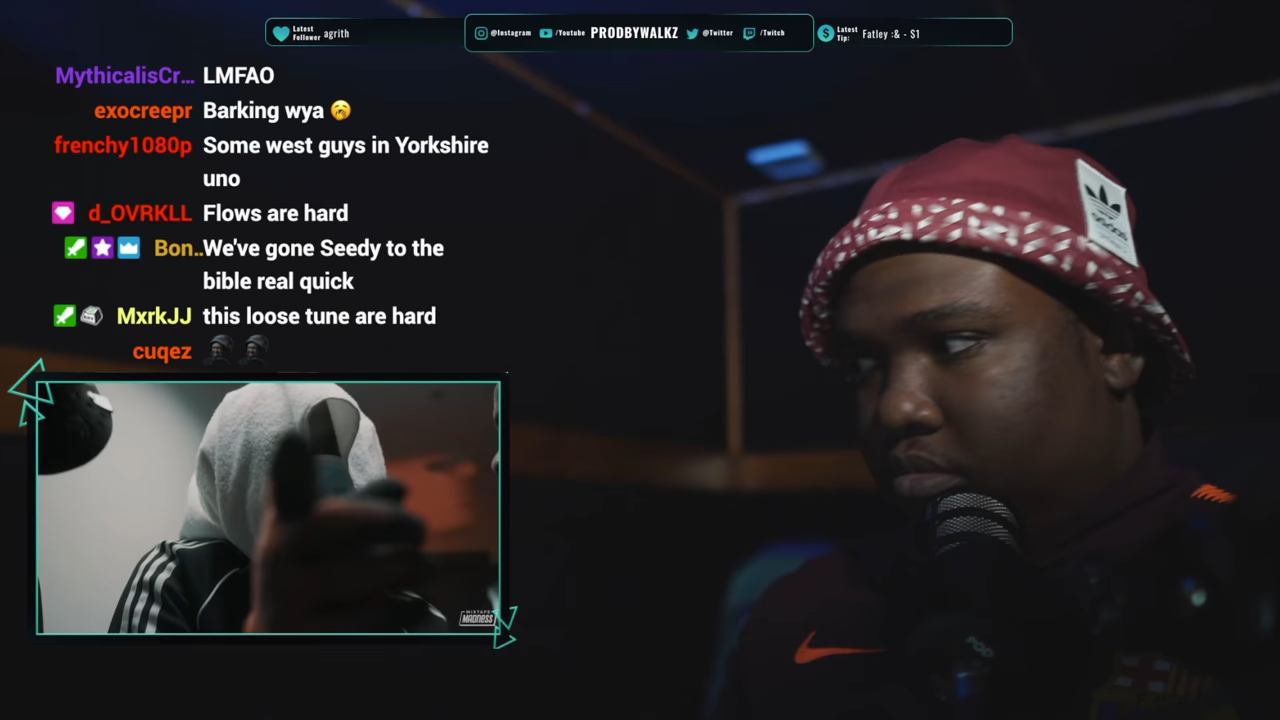 Latest
Follower agrith
@Instagram /Youtube PRODBYWALKZ @Twitter /Twitch
Latest
Tip: Fatley :& - $1
MythicalisCr... LMFAO
exocreepr Barking wya
frenchy1080p Some west guys in Yorkshire
uno
d_OVRKLL Flows are hard
Bon.. We've gone Seedy to the
bible real quick
MxrkJJ this loose tune are hard
cuqez
adidas
MIXTAPE
MADNESS